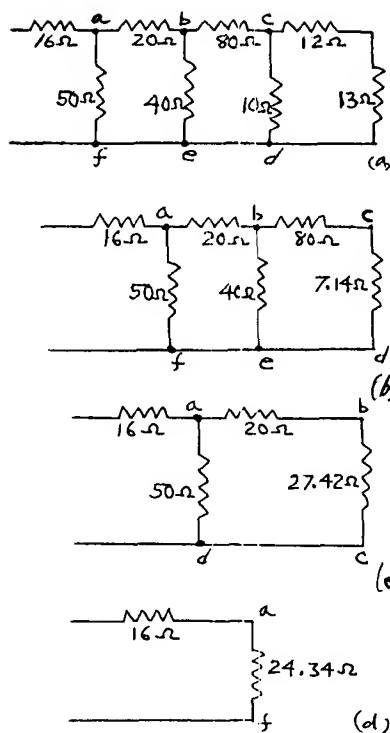 a b c
16Ω 20Ω 80Ω 12Ω
50Ω 40Ω 10Ω 13Ω
f e d (a)
a b c
16Ω 20Ω 80Ω
50Ω 40Ω 7.14Ω
f e d
(b)
a b
16Ω 20Ω
50Ω 27.42Ω
d c
a
16Ω
24.34Ω
f (d)